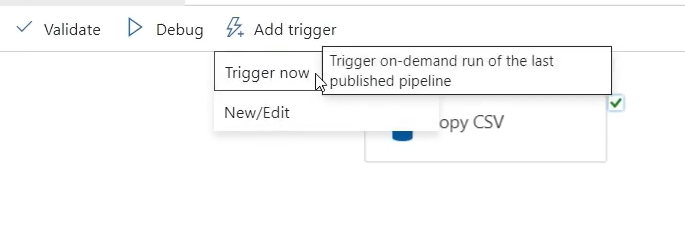 Validate
Debug
Add trigger
Trigger now
Trigger on-demand run of the last
published pipeline
New/Edit
opy CSV